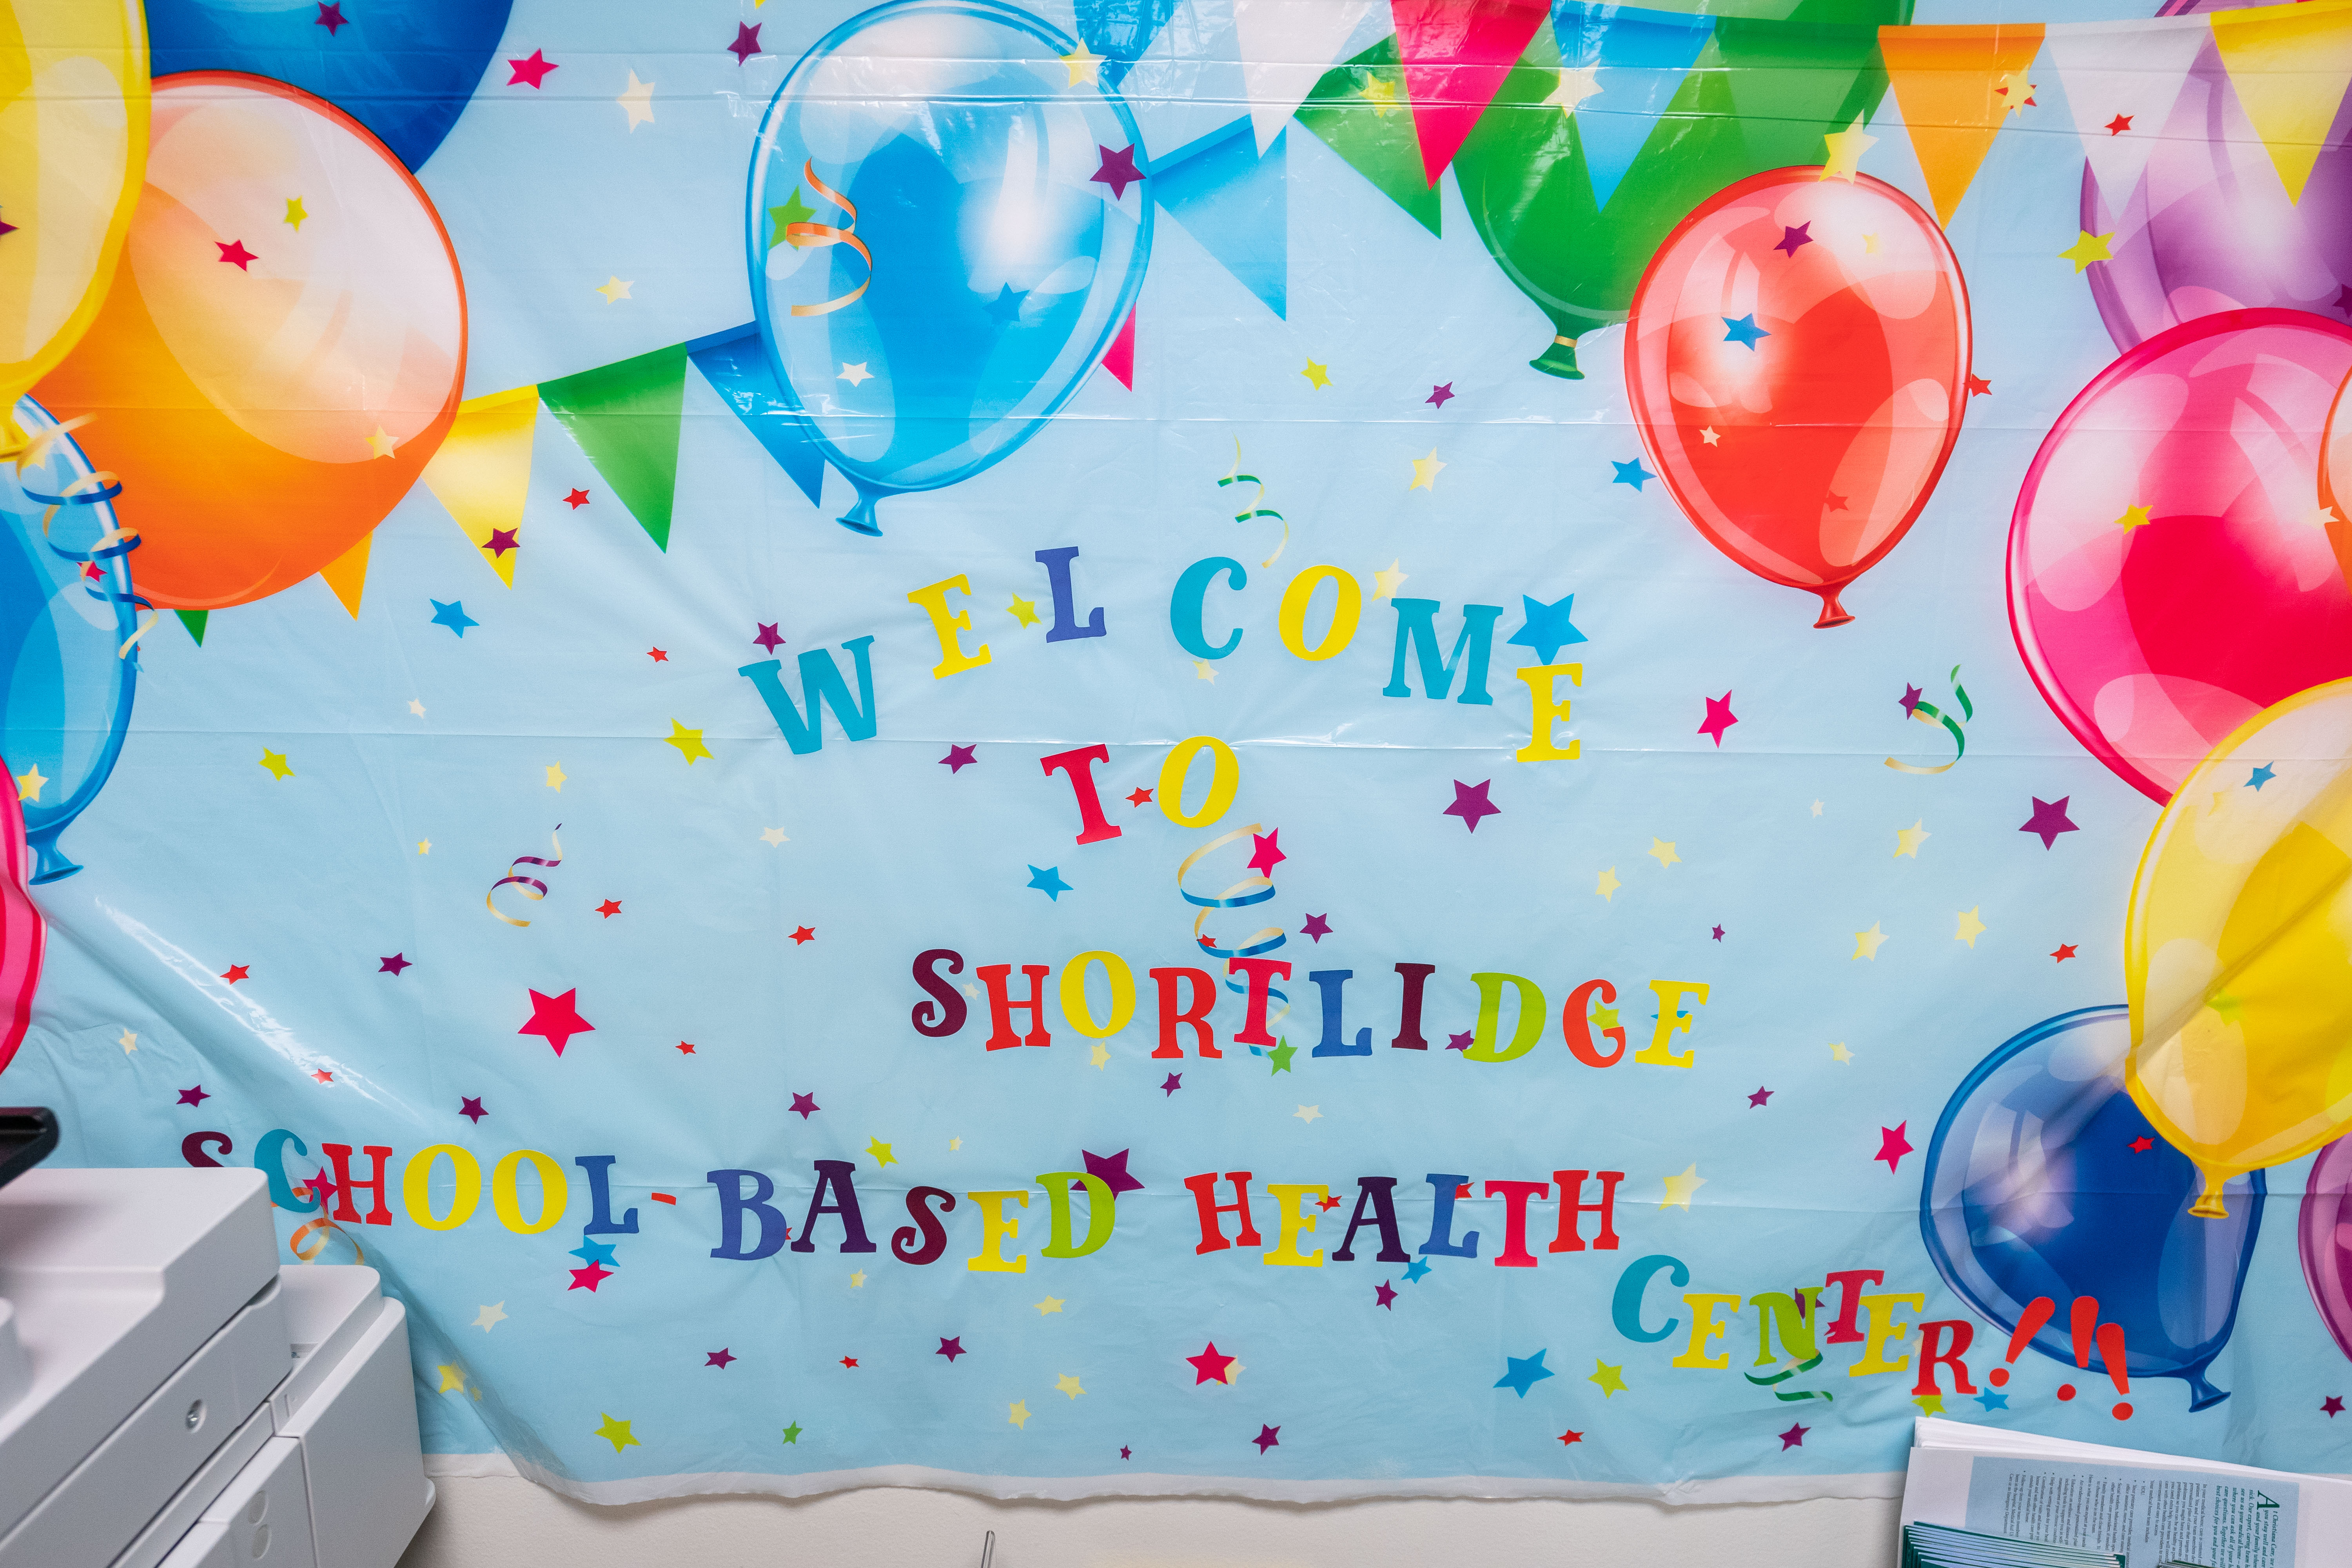 WELCOME
TO
SHORTLIDGE
SCHOOL-BASED HEALTH
CENTER!!!